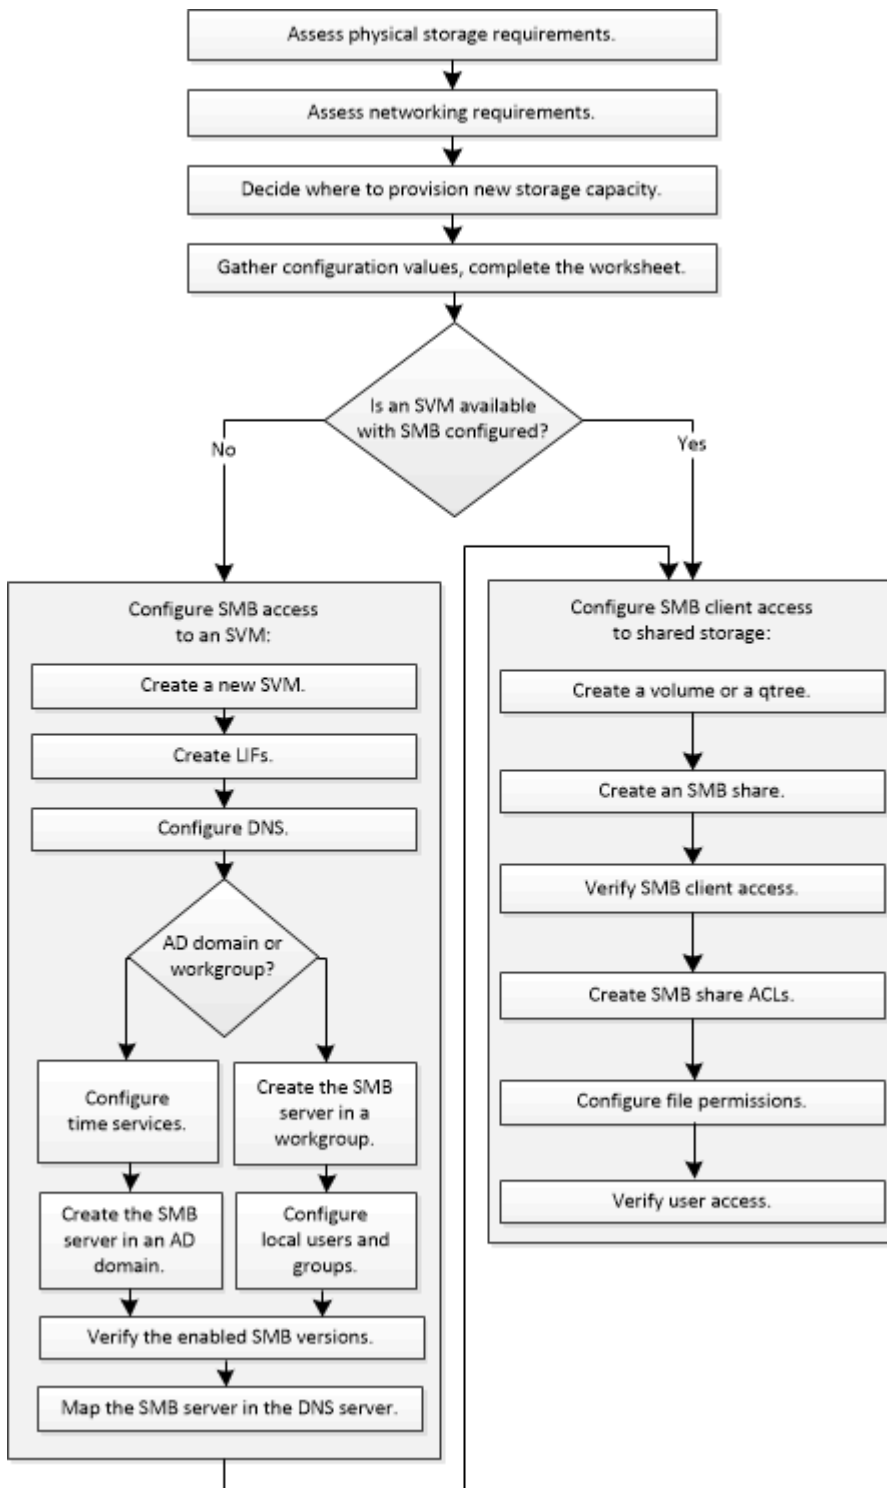 Assess physical storage requirements.
Assess networking requirements.
Decide where to provision new storage capacity.
Gather configuration values, complete the worksheet.
Is an SVM available
with SMB configured?
No
Yes
Configure SMB access
to an SVM:
Create a new SVM.
Create LIFs.
Configure DNS.
AD domain or
workgroup?
Configure
time services.
Create the SMB
server in a
workgroup.
Create the SMB
server in an AD
domain.
Configure
local users and
groups.
Verify the enabled SMB versions.
Map the SMB server in the DNS server.
Configure SMB client access
to shared storage:
Create a volume or a qtree.
Create an SMB share.
Verify SMB client access.
Create SMB share ACLs.
Configure file permissions.
Verify user access.